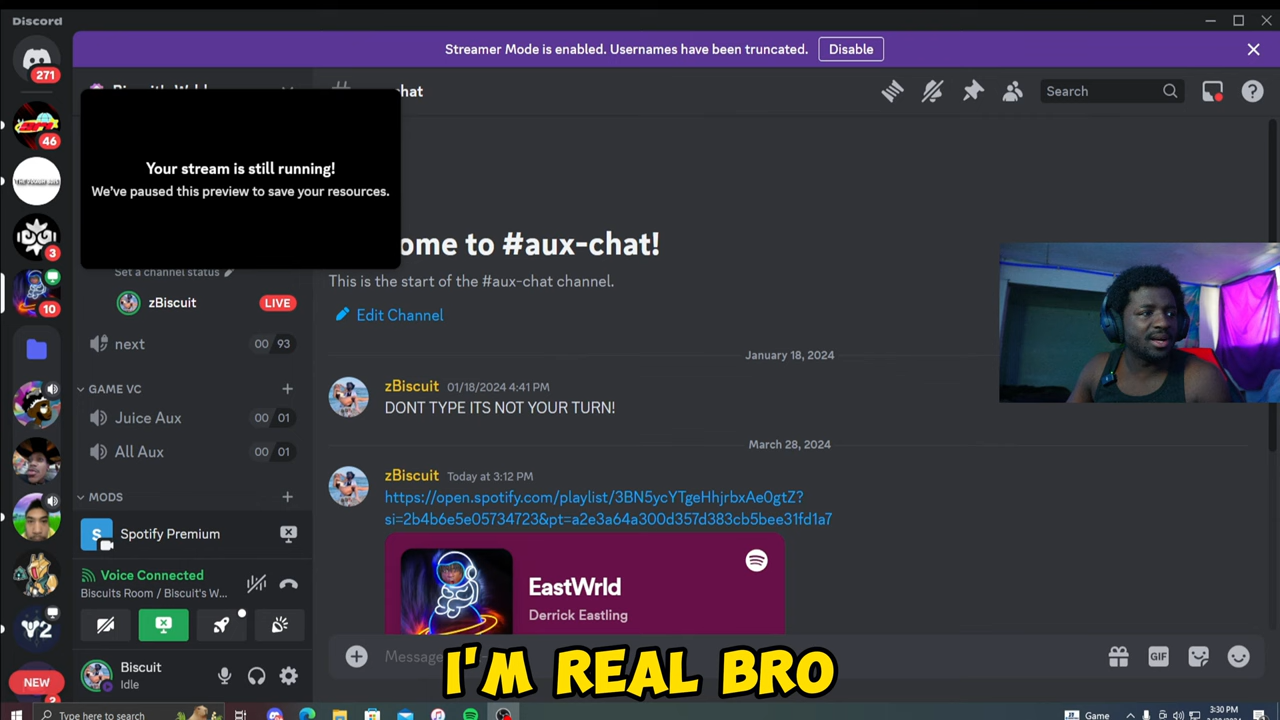 Discord
Streamer Mode is enabled. Usernames have been truncated.
Disable
271
46
3
10
NEW
chat
Search
Your stream is still running!
We've paused this preview to save your resources.
Set a channel status
zBiscuit
LIVE
next
00 93
GAME VC
Juice Aux
00 01
All Aux
00 01
MODS
Spotify Premium
Voice Connected
Biscuits Room / Biscuit's W...
Biscuit
Idle
ome to #aux-chat!
This is the start of the #aux-chat channel.
Edit Channel
January 18, 2024
zBiscuit 01/18/2024 4:41 PM
DONT TYPE ITS NOT YOUR TURN!
March 28, 2024
zBiscuit Today at 3:12 PM
https://open.spotify.com/playlist/3BN5ycYTgeHhjrbxAe0gtZ?
si=2b4b6e5e05734723&pt=a2e3a64a300d357d383cb5bee31fd1a7
EastWrld
Derrick Eastling
Message
GIF
I'M REAL BRO
Type here to search
Game
3:30 PM